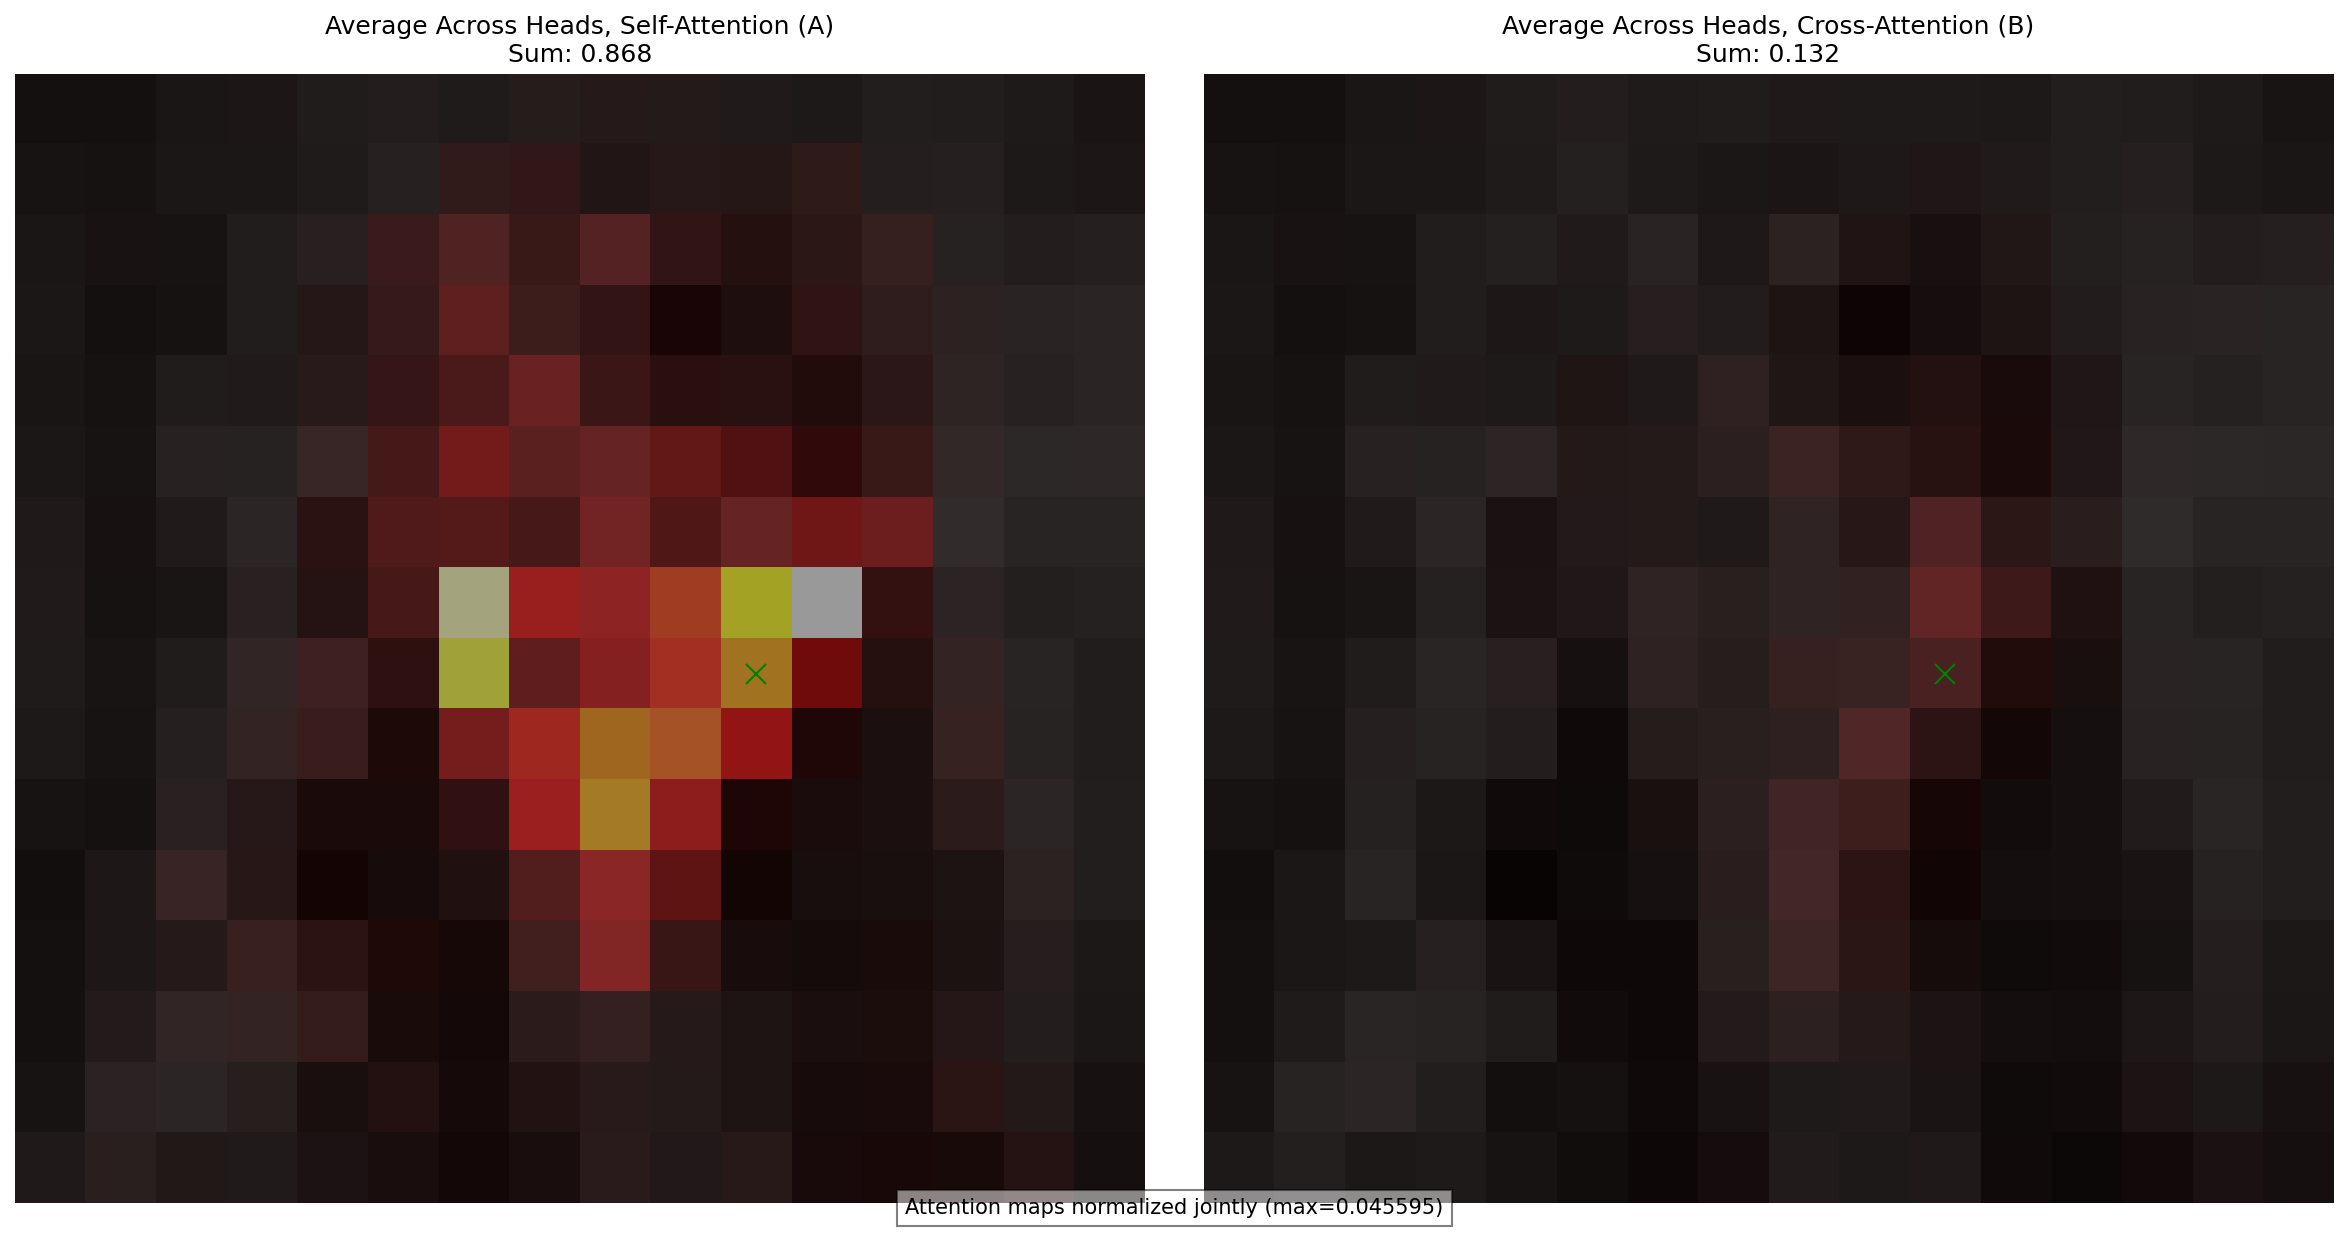 Average Across Heads, Self-Attention (A)
Sum: 0.868
Average Across Heads, Cross-Attention (B)
Sum: 0.132
Attention maps normalized jointly (max=0.045595)